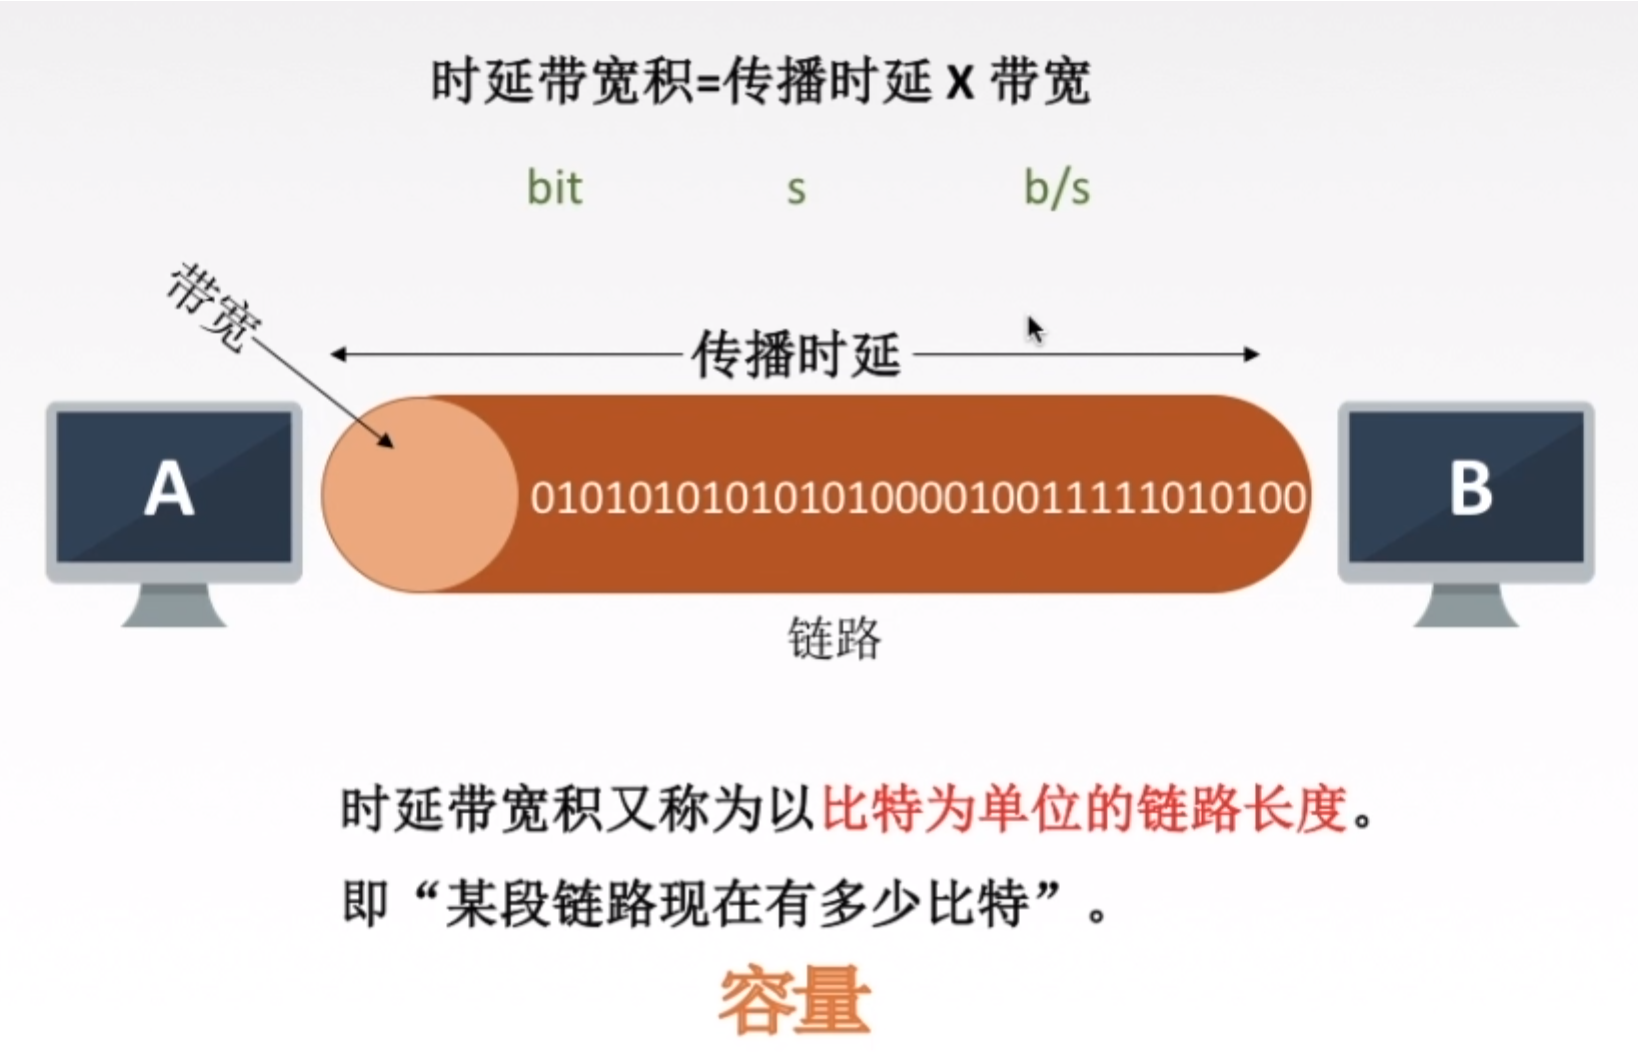 时延带宽积=传播时延 X 带宽
bit s b/s
带宽
传播时延
A
010101010101010000100111110101​00
B
链路
时延带宽积又称为以比特为单位的链路长度。
即“某段链路现在有多少比特”。
容量